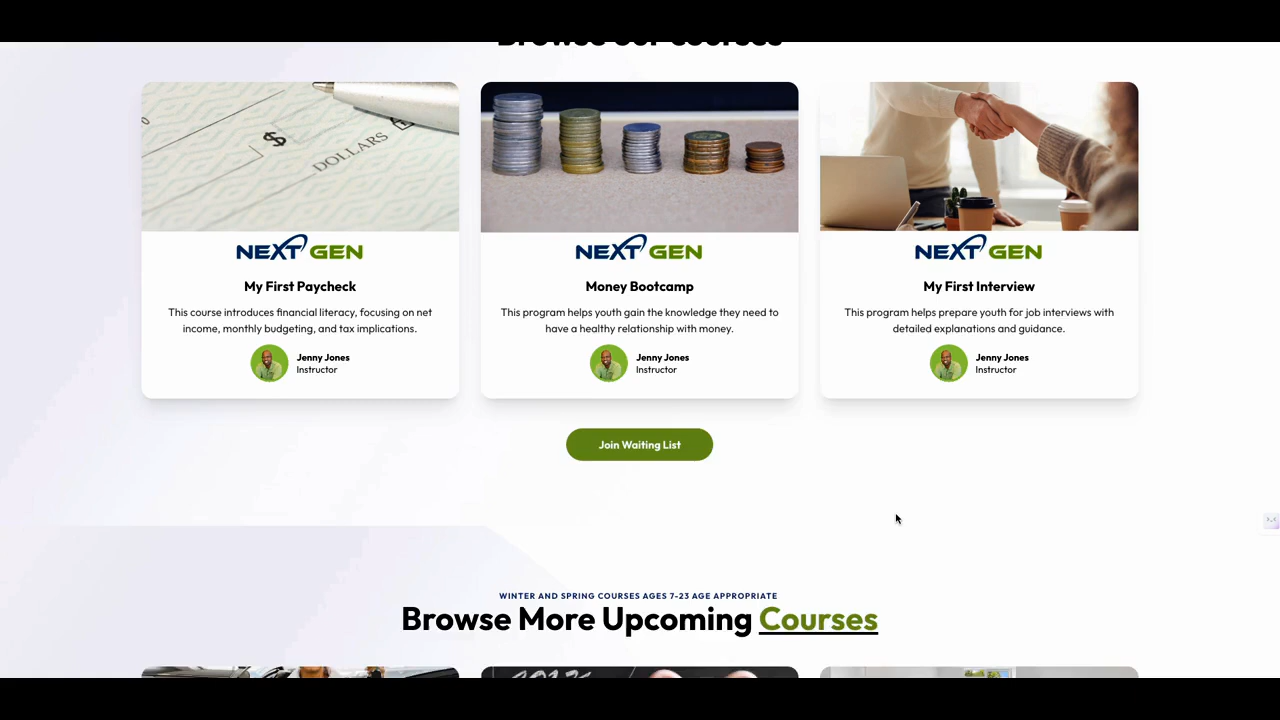 Browse our Courses
$
DOLLARS
NEXT GEN
My First Paycheck
This course introduces financial literacy, focusing on net
income, monthly budgeting, and tax implications.
Jenny Jones
Instructor
NEXT GEN
Money Bootcamp
This program helps youth gain the knowledge they need to
have a healthy relationship with money.
Jenny Jones
Instructor
NEXT GEN
My First Interview
This program helps prepare youth for job interviews with
detailed explanations and guidance.
Jenny Jones
Instructor
Join Waiting List
WINTER AND SPRING COURSES AGES 7-23 AGE APPROPRIATE
Browse More Upcoming Courses